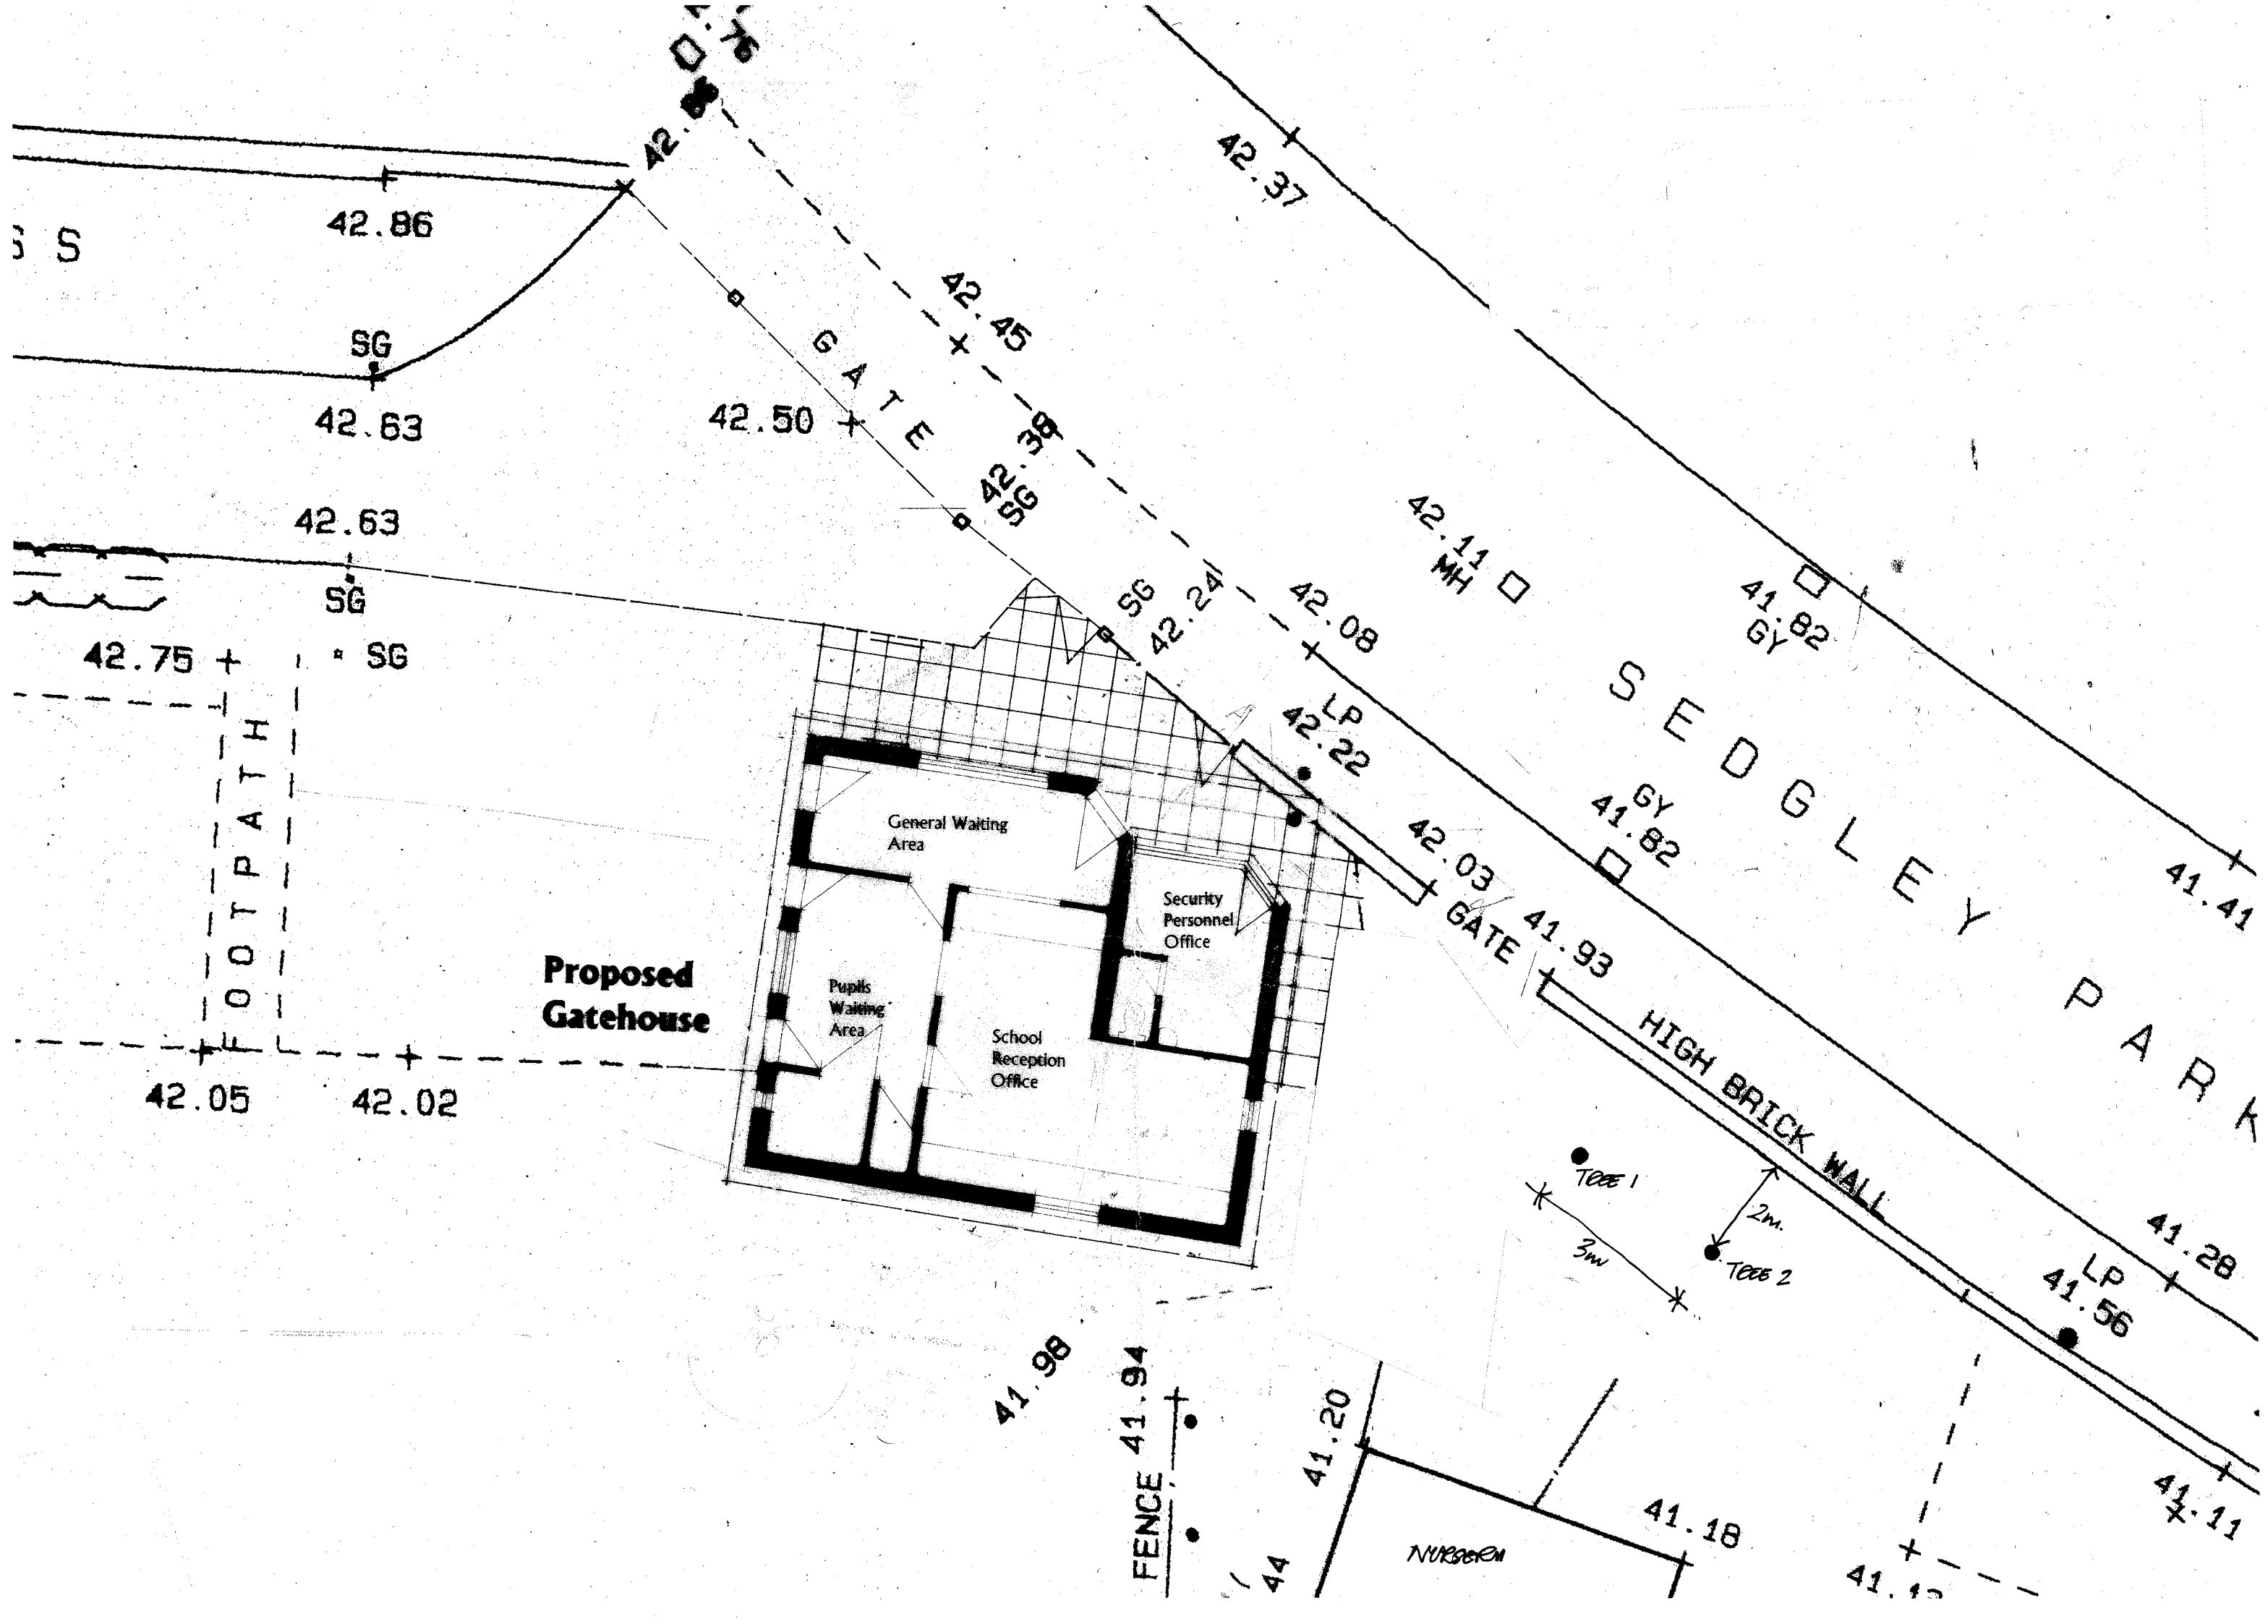 42.86
42.37
S S
42.86
42.45
GATE
SG
42.63
42.50
42.38
SG
42.63
SG
42.75
SG
42.11
MH
SG
42.24
42.08
41.82
GY
SEDGLEY PARK
LP
42.22
FOOTPATH
General Waiting
Area
GY
41.82
42.03
41.41
Security
Personnel
Office
GATE
41.93
Proposed
Gatehouse
Pupils
Waiting
Area
School
Reception
Office
HIGH BRICK WALL
42.05
42.02
TREE 1
2m.
3m
TREE 2
41.28
LP
41.56
41.98
FENCE 41.94
41.20
41.18
41.11
NURSERY
44